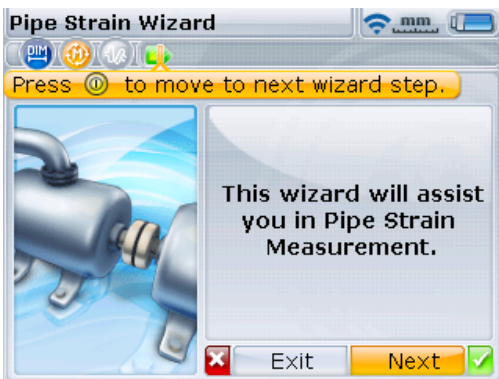 Pipe Strain Wizard
mm
DIM
M
Press to move to next wizard step.
This wizard will assist
you in Pipe Strain
Measurement.
Exit
Next